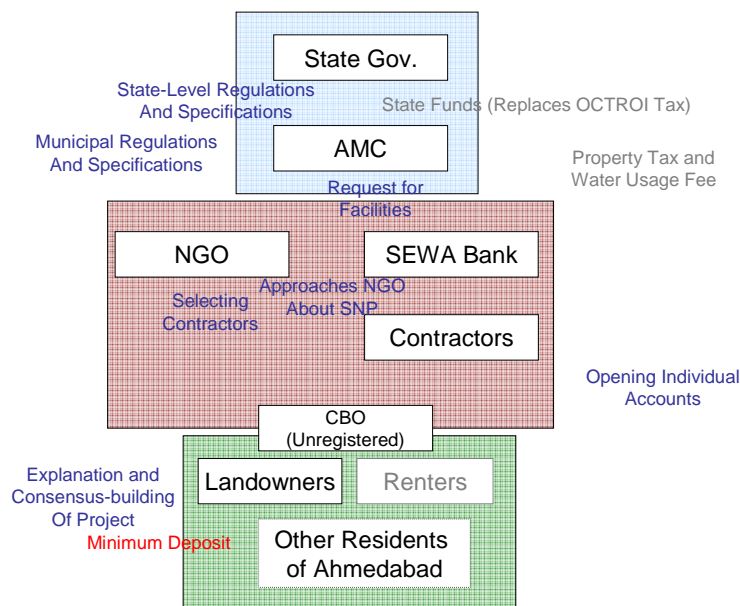 State Gov.
State-Level Regulations
And Specifications
State Funds (Replaces OCTROI Tax)
Municipal Regulations
And Specifications
AMC
Property Tax and
Water Usage Fee
Request for
Facilities
NGO
SEWA Bank
Approaches NGO
About SNP
Selecting
Contractors
Contractors
Opening Individual
Accounts
CBO
(Unregistered)
Explanation and
Consensus-building
Of Project
Landowners
Renters
Minimum Deposit
Other Residents
of Ahmedabad